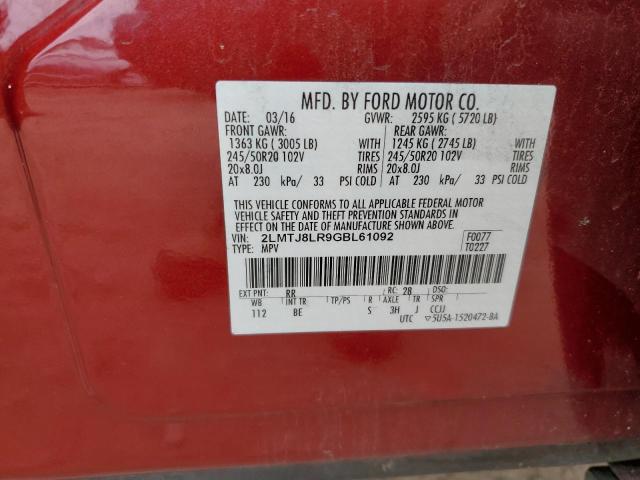 MFD. BY FORD MOTOR CO.
DATE: 03/16 GVWR: 2595 KG ( 5720 LB)
FRONT GAWR: REAR GAWR:
1363 KG ( 3005 LB) WITH 1245 KG ( 2745 LB) WITH
245/50R20 102V TIRES 245/50R20 102V TIRES
20x8.0J RIMS 20x8.0J RIMS
AT 230 kPa/ 33 PSI COLD AT 230 kPa/ 33 PSI COLD
THIS VEHICLE CONFORMS TO ALL APPLICABLE FEDERAL MOTOR
VEHICLE SAFETY AND THEFT PREVENTION STANDARDS IN
EFFECT ON THE DATE OF MANUFACTURE SHOWN ABOVE.
VIN: 2LMTJ8LR9GBL61092 F0077
TYPE: MPV T0227
EXT PNT: RR RC: 28 DSO:
WB INT TR TP/PS R AXLE TR SPR
112 BE S 3H J CCJJ
UTC ▽5U5A-1520472-BA